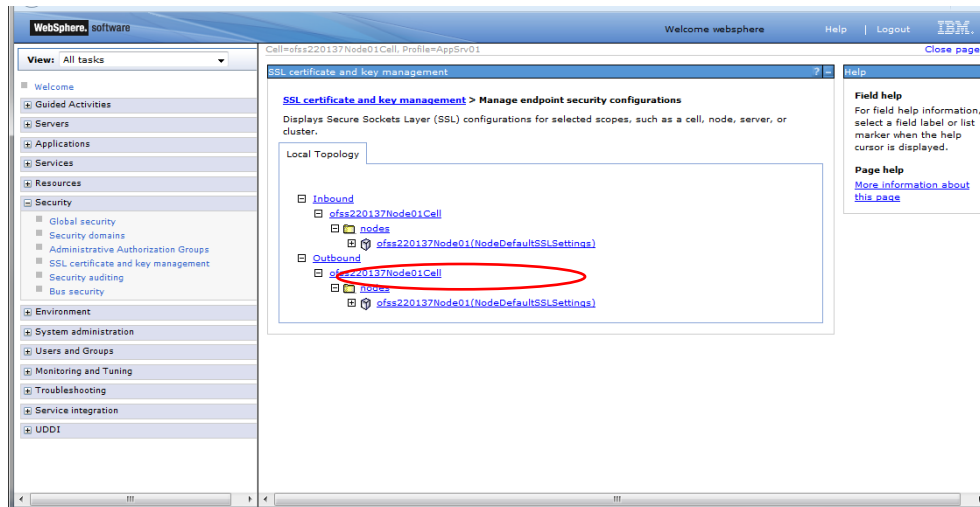 WebSphere. software
Welcome websphere
Help | Logout
IBM.
View: All tasks
Welcome
Guided Activities
Servers
Applications
Services
Resources
Security
Global security
Security domains
Administrative Authorization Groups
SSL certificate and key management
Security auditing
Bus security
Environment
System administration
Users and Groups
Monitoring and Tuning
Troubleshooting
Service integration
UDDI
Cell=ofss220137Node01Cell, Profile=AppSrv01
Close page
SSL certificate and key management
? -
SSL certificate and key management > Manage endpoint security configurations
Displays Secure Sockets Layer (SSL) configurations for selected scopes, such as a cell, node, server, or
cluster.
Local Topology
Inbound
ofss220137Node01Cell
nodes
ofss220137Node01(NodeDefaultSSLSettings)
Outbound
ofss220137Node01Cell
nodes
ofss220137Node01(NodeDefaultSSLSettings)
Help
Field help
For field help information,
select a field label or list
marker when the help
cursor is displayed.
Page help
More information about
this page